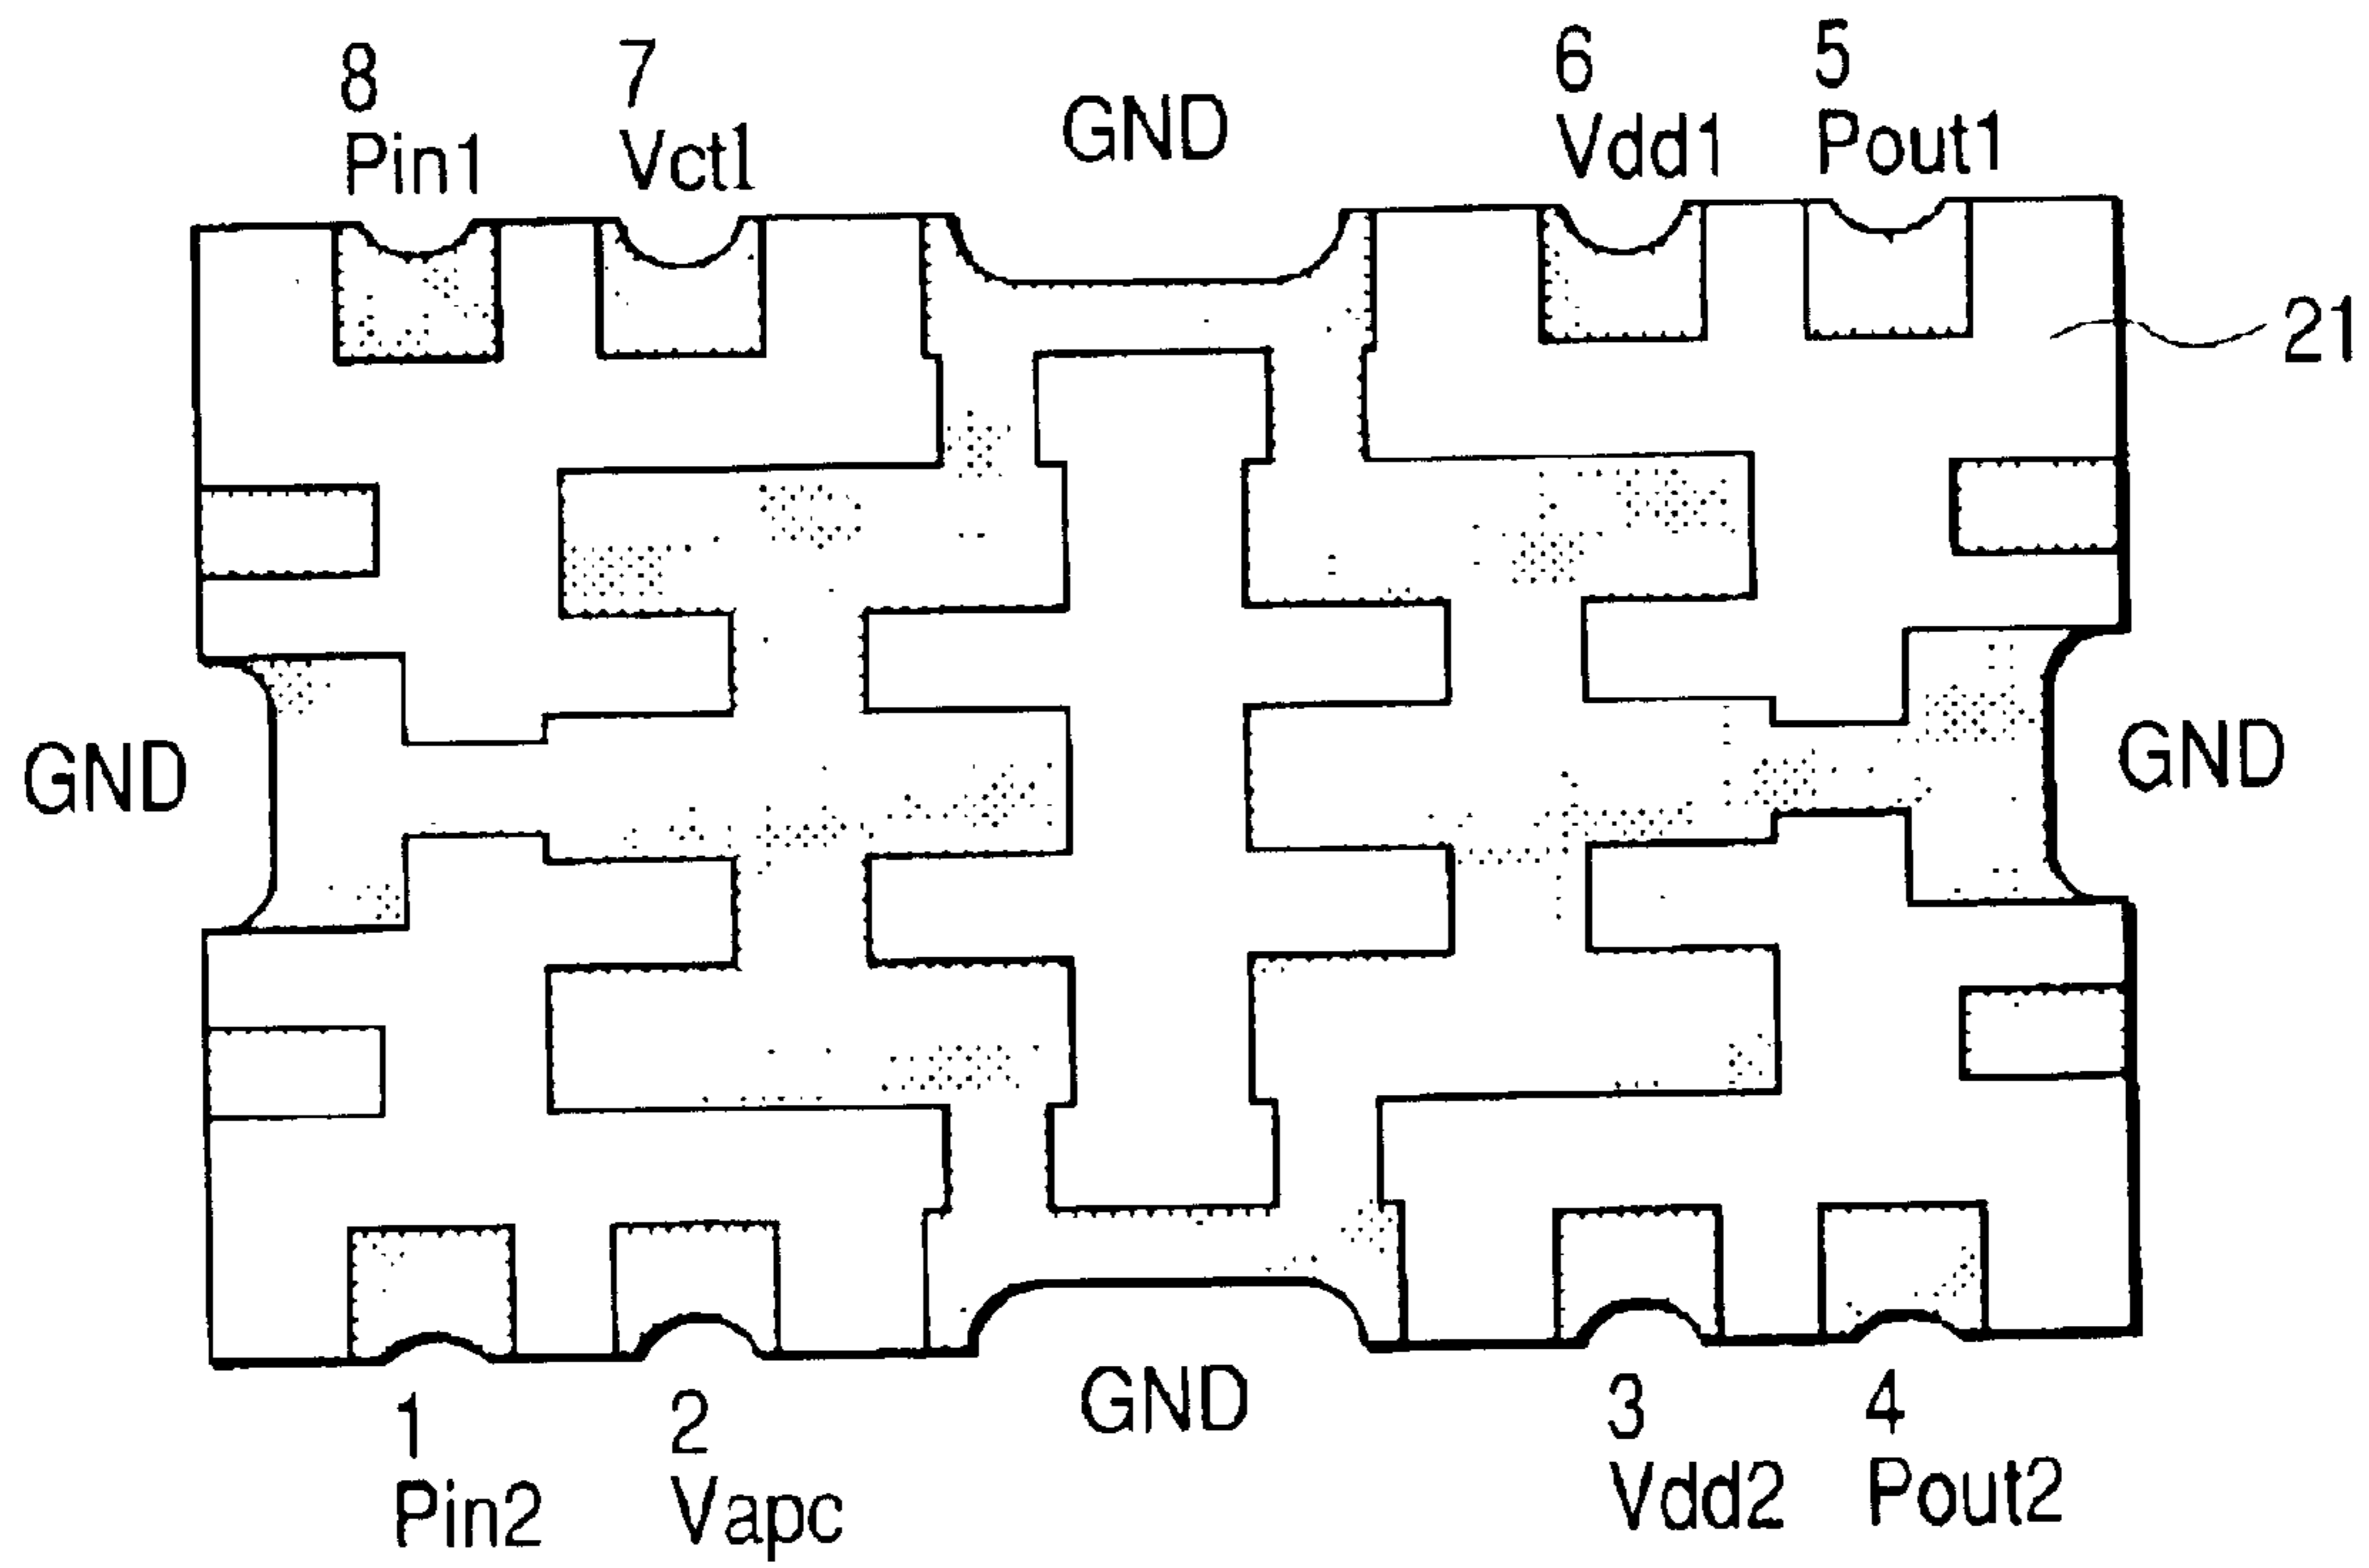 8
Pin1
7
Vct1
GND
6
Vdd1
5
Pout1
21
GND
GND
1
Pin2
2
Vapc
GND
3
Vdd2
4
Pout2